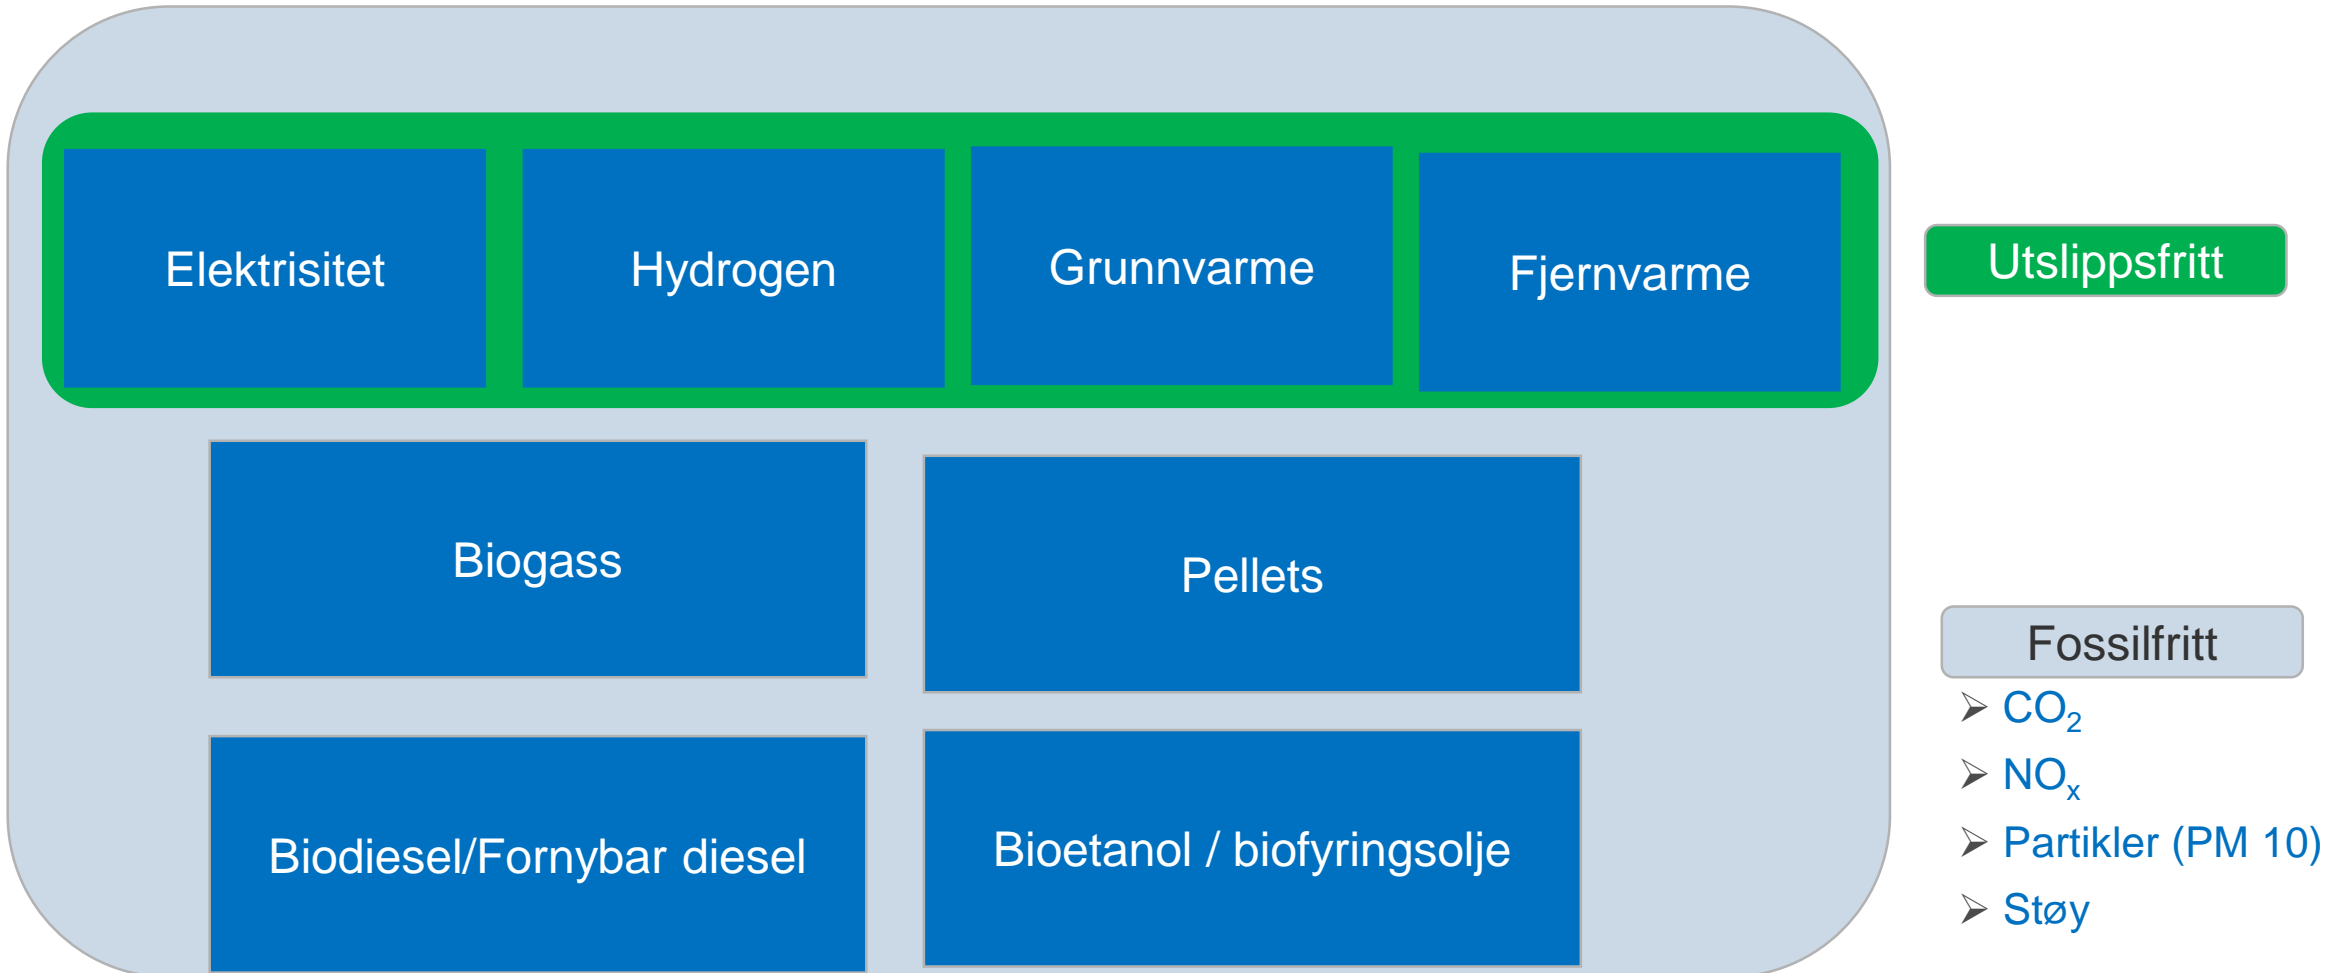 Elektrisitet
Hydrogen
Grunnvarme
Fjernvarme
Utslippsfritt
Biogass
Pellets
Biodiesel/Fornybar diesel
Bioetanol / biofyringsolje
Fossilfritt
➢ CO₂
➢ NOₓ
➢ Partikler (PM 10)
➢ Støy